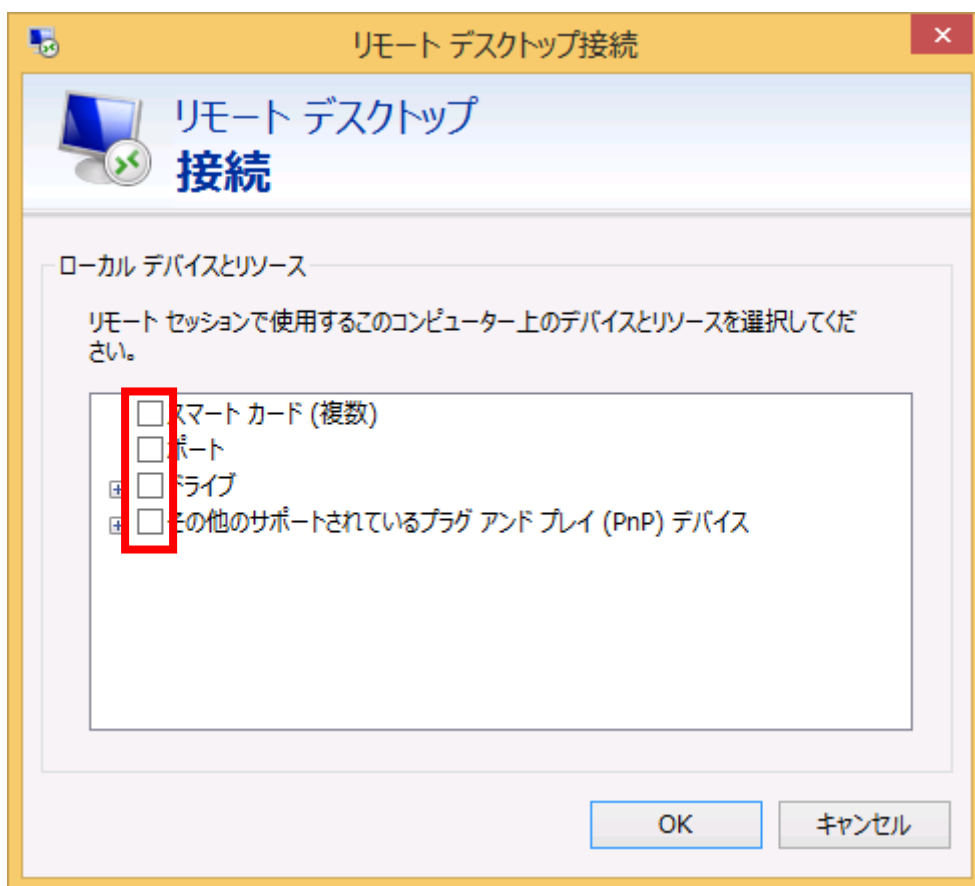 リモート デスクトップ接続
リモート デスクトップ
接続
ローカル デバイスとリソース
リモート セッションで使用するこのコンピューター上のデバイスとリソースを選択してくだ
さい。
スマート カード (複数)
ポート
ドライブ
その他のサポートされているプラグ アンド プレイ (PnP) デバイス
OK
キャンセル